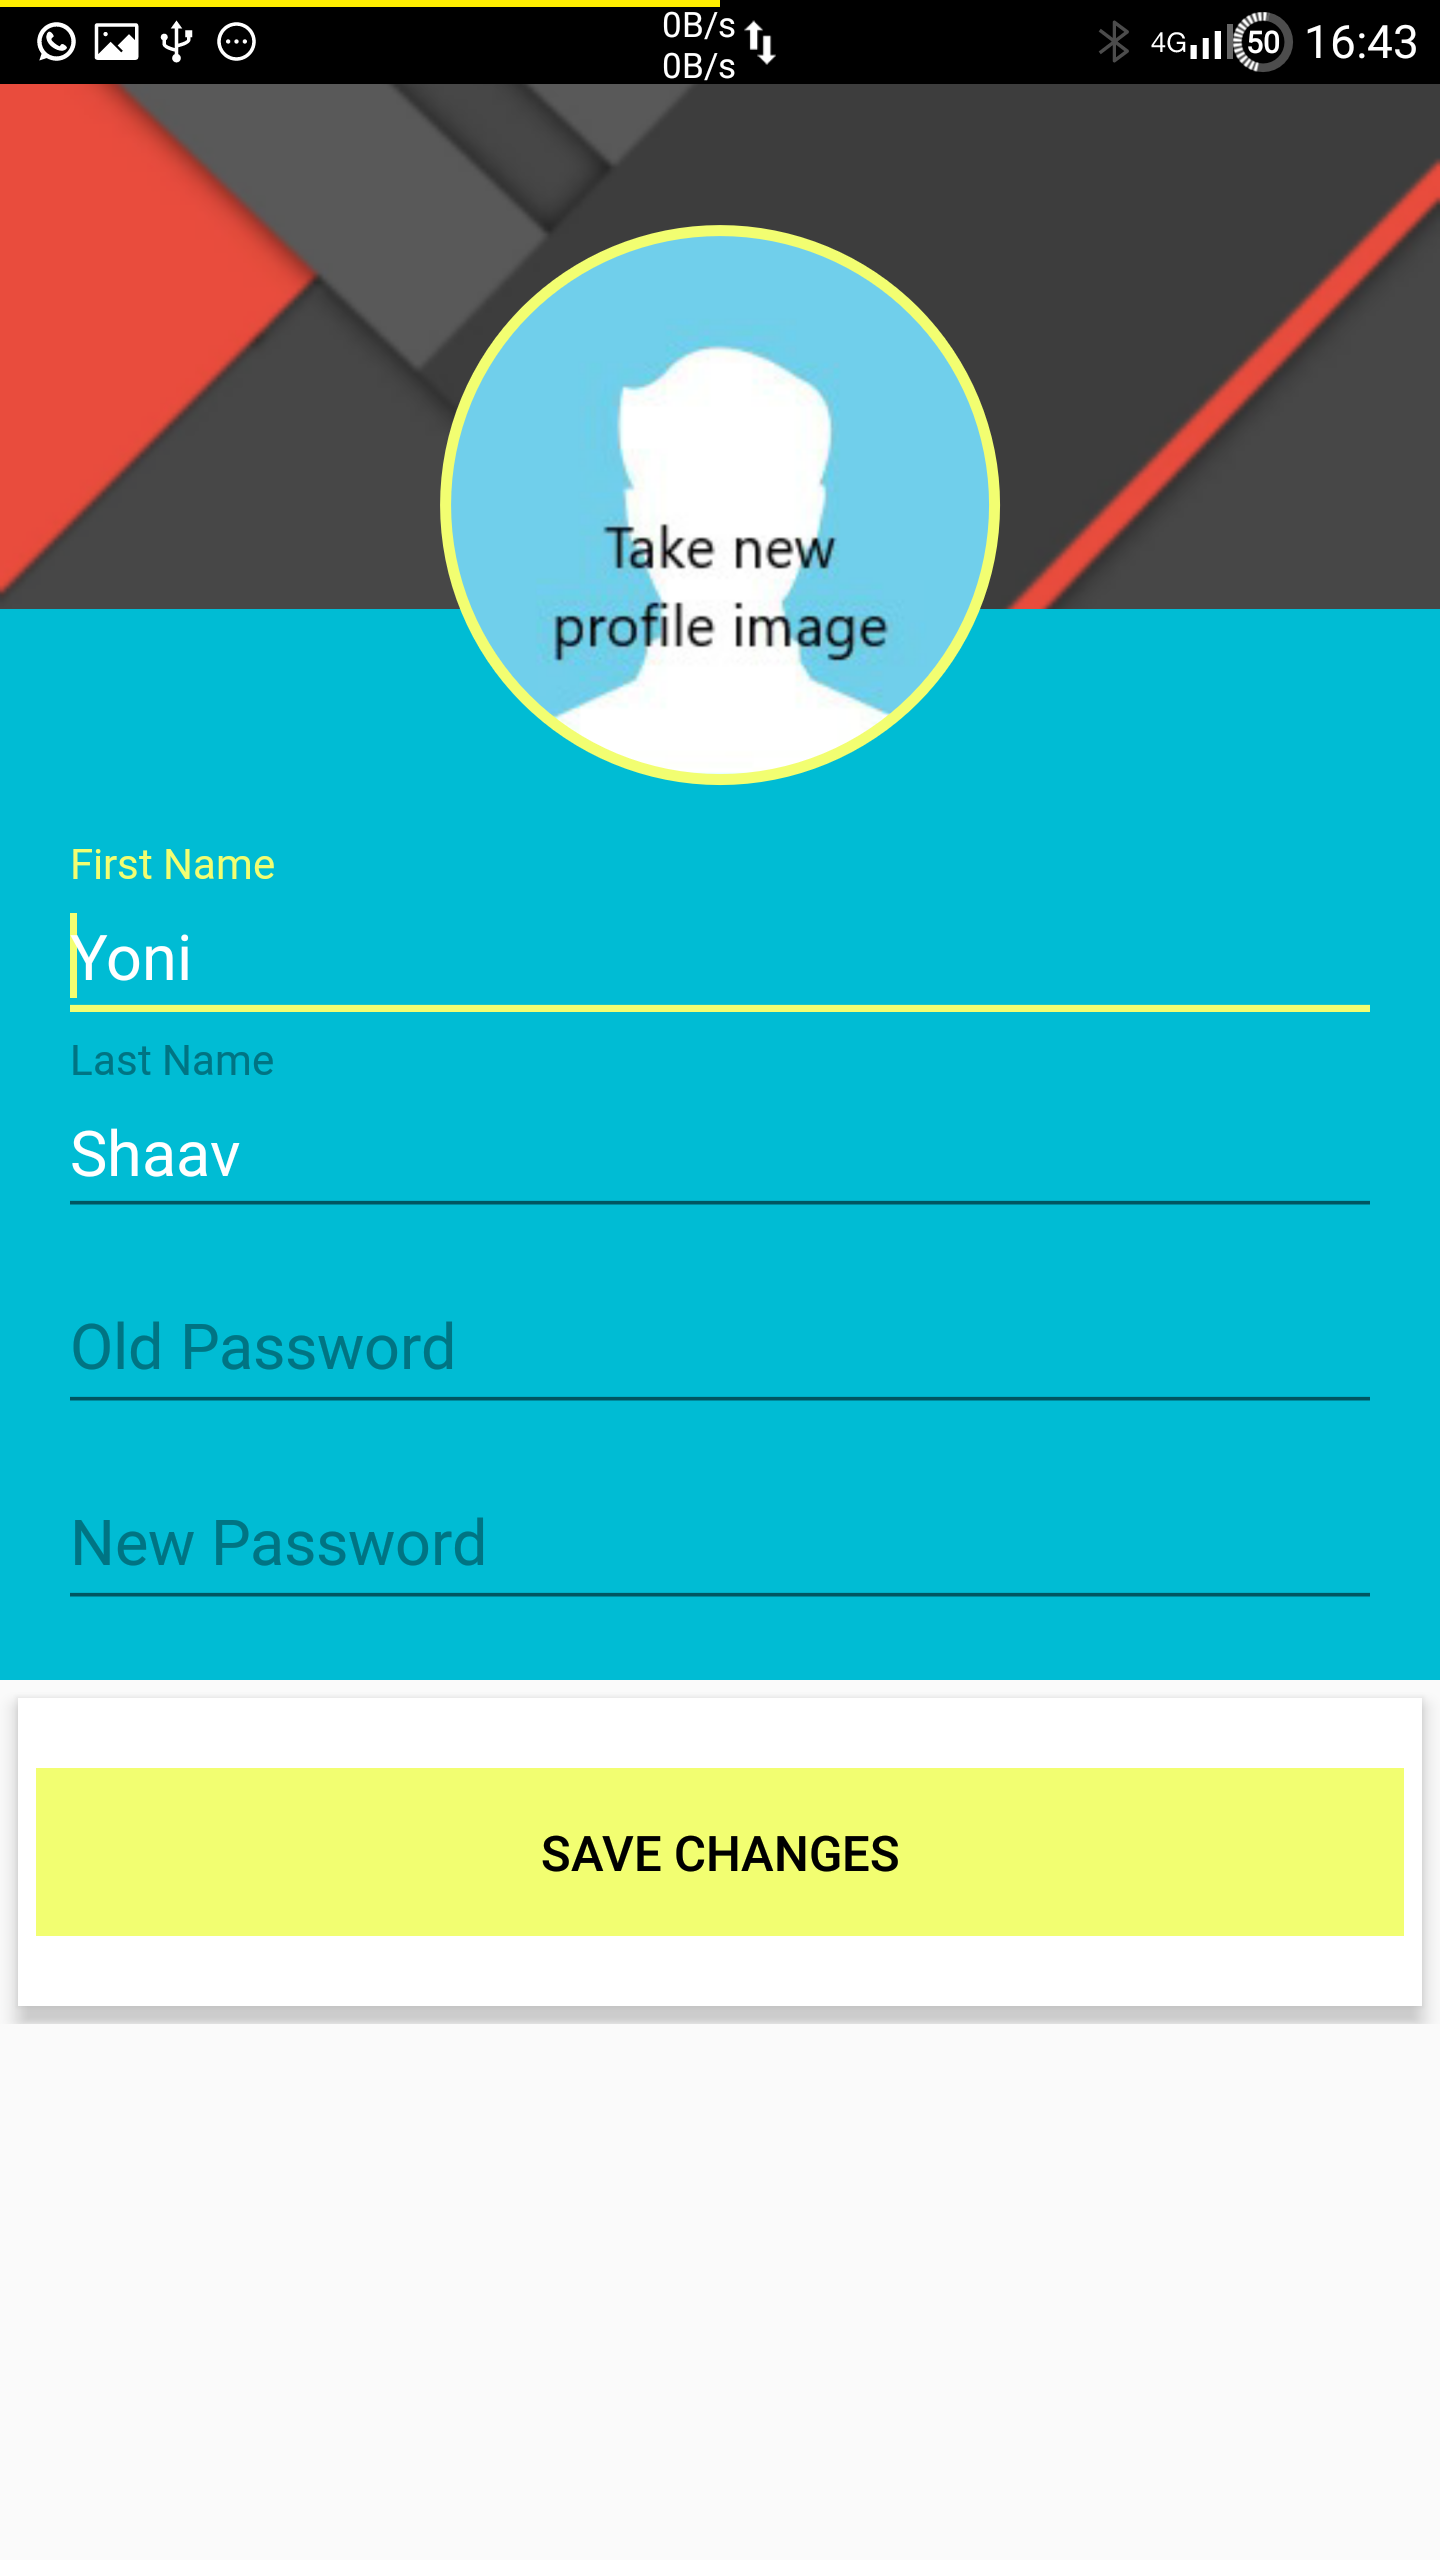 0B/s
0B/s
4G 50 16:43
Take new
profile image
First Name
Yoni
Last Name
Shaav
Old Password
New Password
SAVE CHANGES